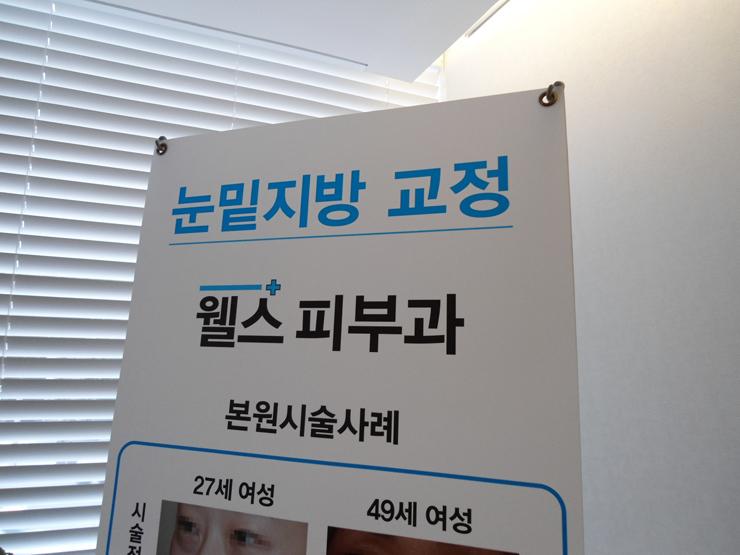 눈밑지방 교정
웰스 피부과
본원시술사례
27세 여성
49세 여성
시술전